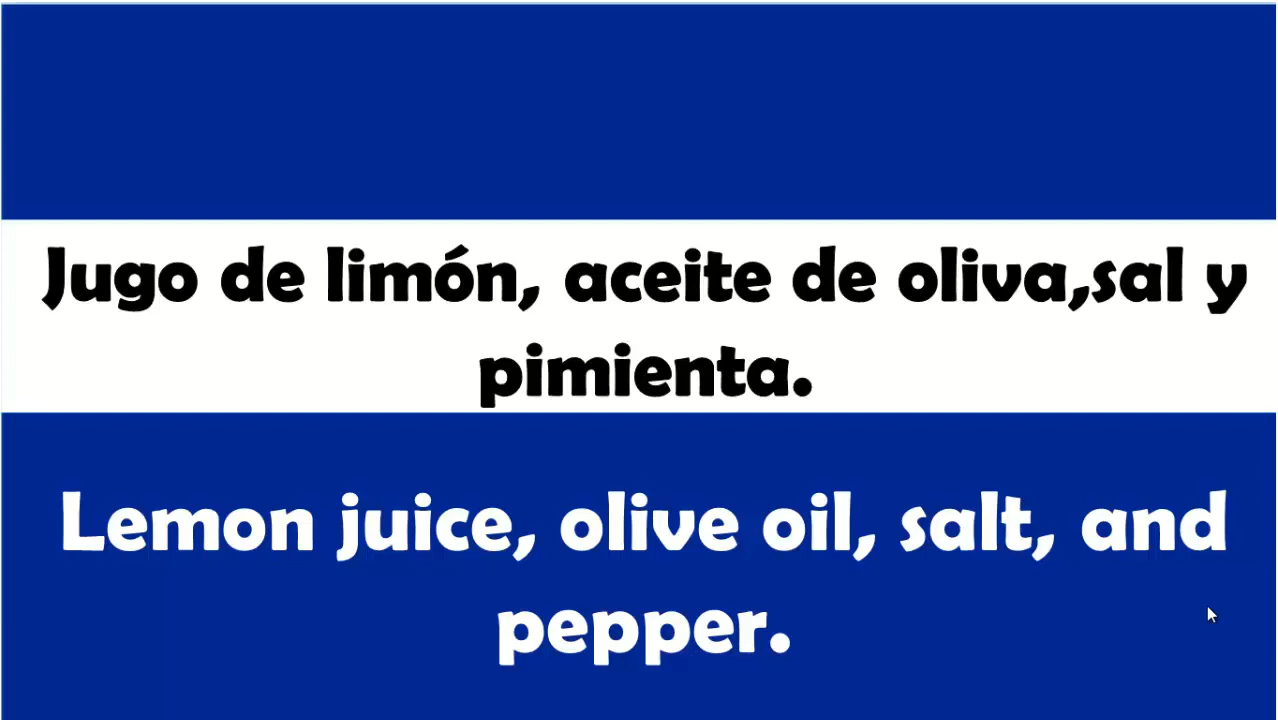 Jugo de limón, aceite de oliva,sal y
pimienta.
Lemon juice, olive oil, salt, and
pepper.